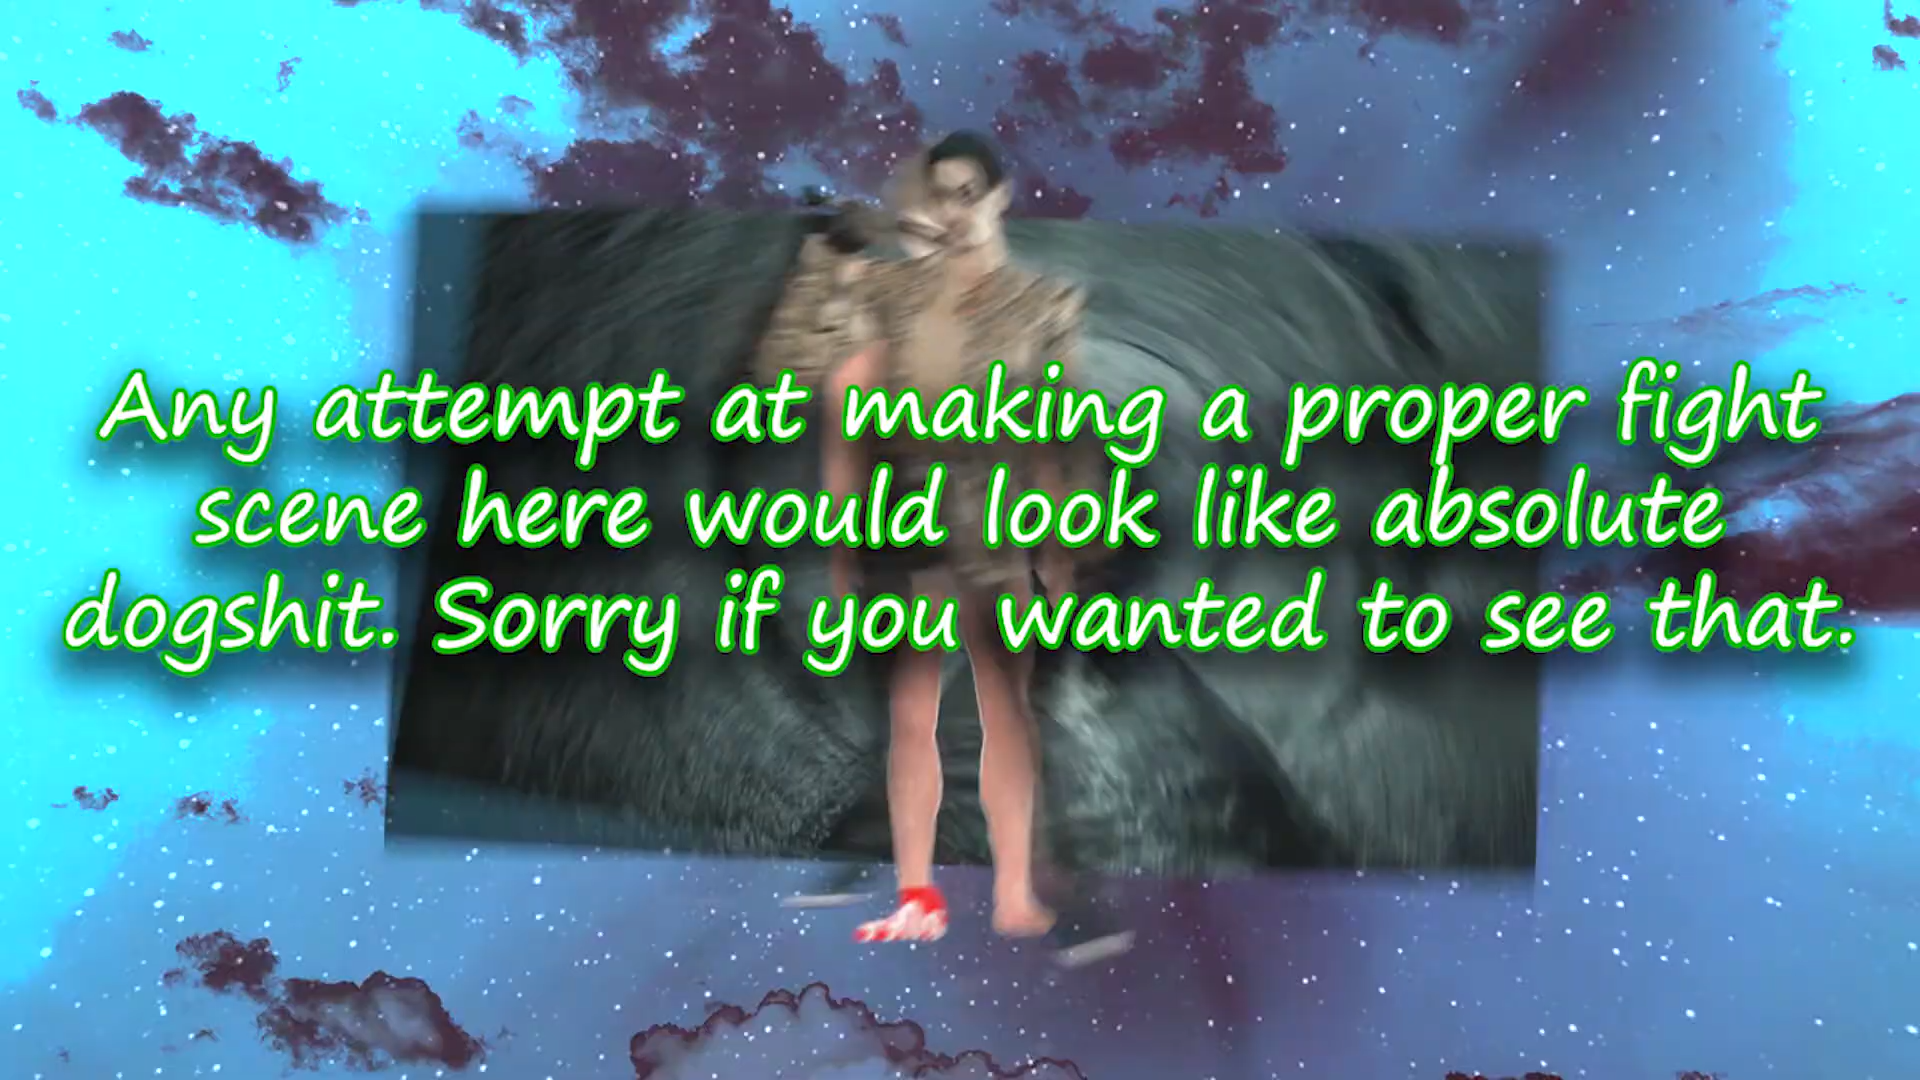 Any attempt at making a proper fight
scene here would look like absolute
dogshit. Sorry if you wanted to see that.